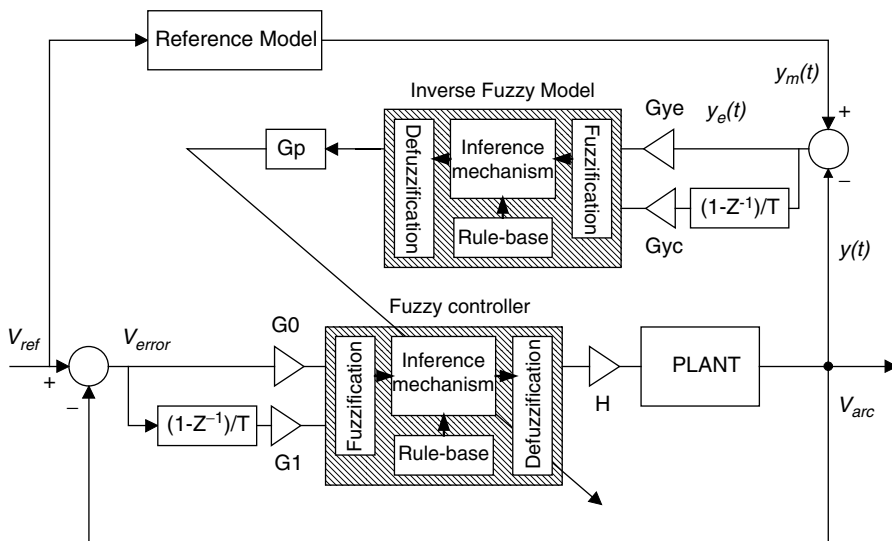 Reference Model
y_m(t)
Inverse Fuzzy Model
Gye
y_e(t)
+
Defuzzification
Inference
mechanism
Fuzzification
Gp
−
(1-Z⁻¹)/T
Rule-base
Gyc
y(t)
Fuzzy controller
V_ref
V_error
G0
+
−
Fuzzification
Inference
mechanism
Defuzzification
PLANT
H
V_arc
(1-Z⁻¹)/T
G1
Rule-base